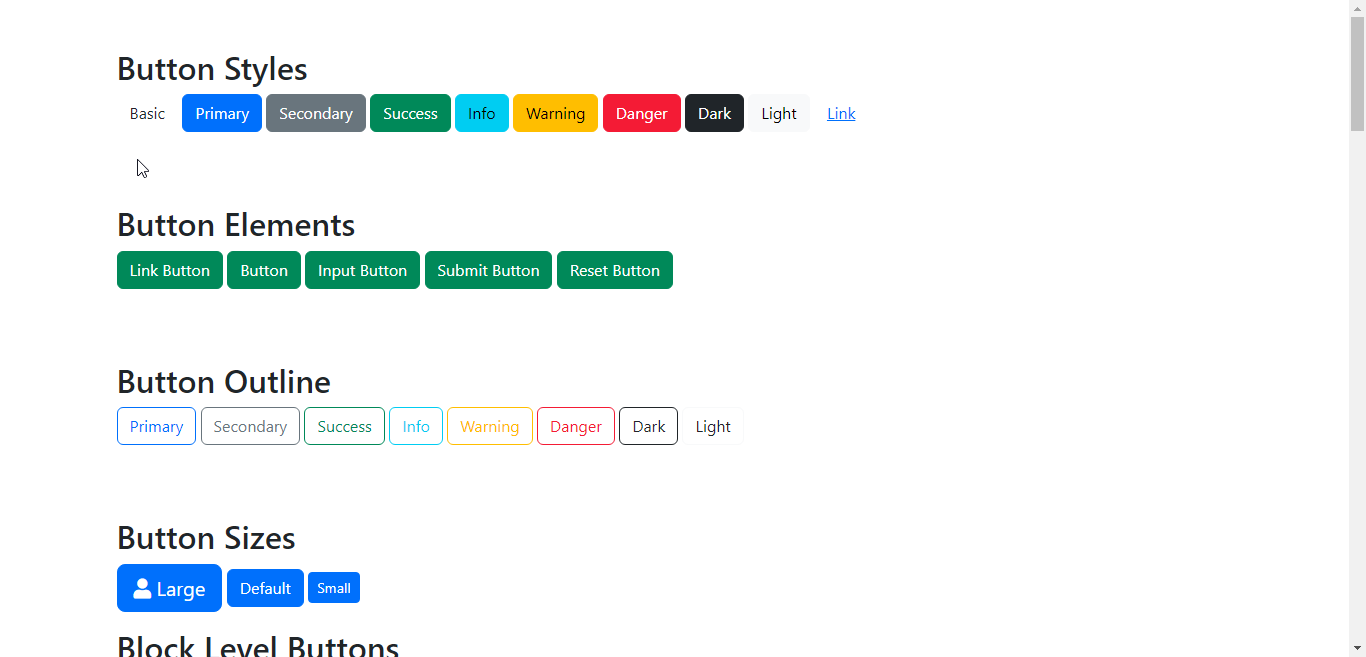 Button Styles
Basic Primary Secondary Success Info Warning Danger Dark Light Link
Button Elements
Link Button Button Input Button Submit Button Reset Button
Button Outline
Primary Secondary Success Info Warning Danger Dark Light
Button Sizes
Large Default Small
Block Level Buttons